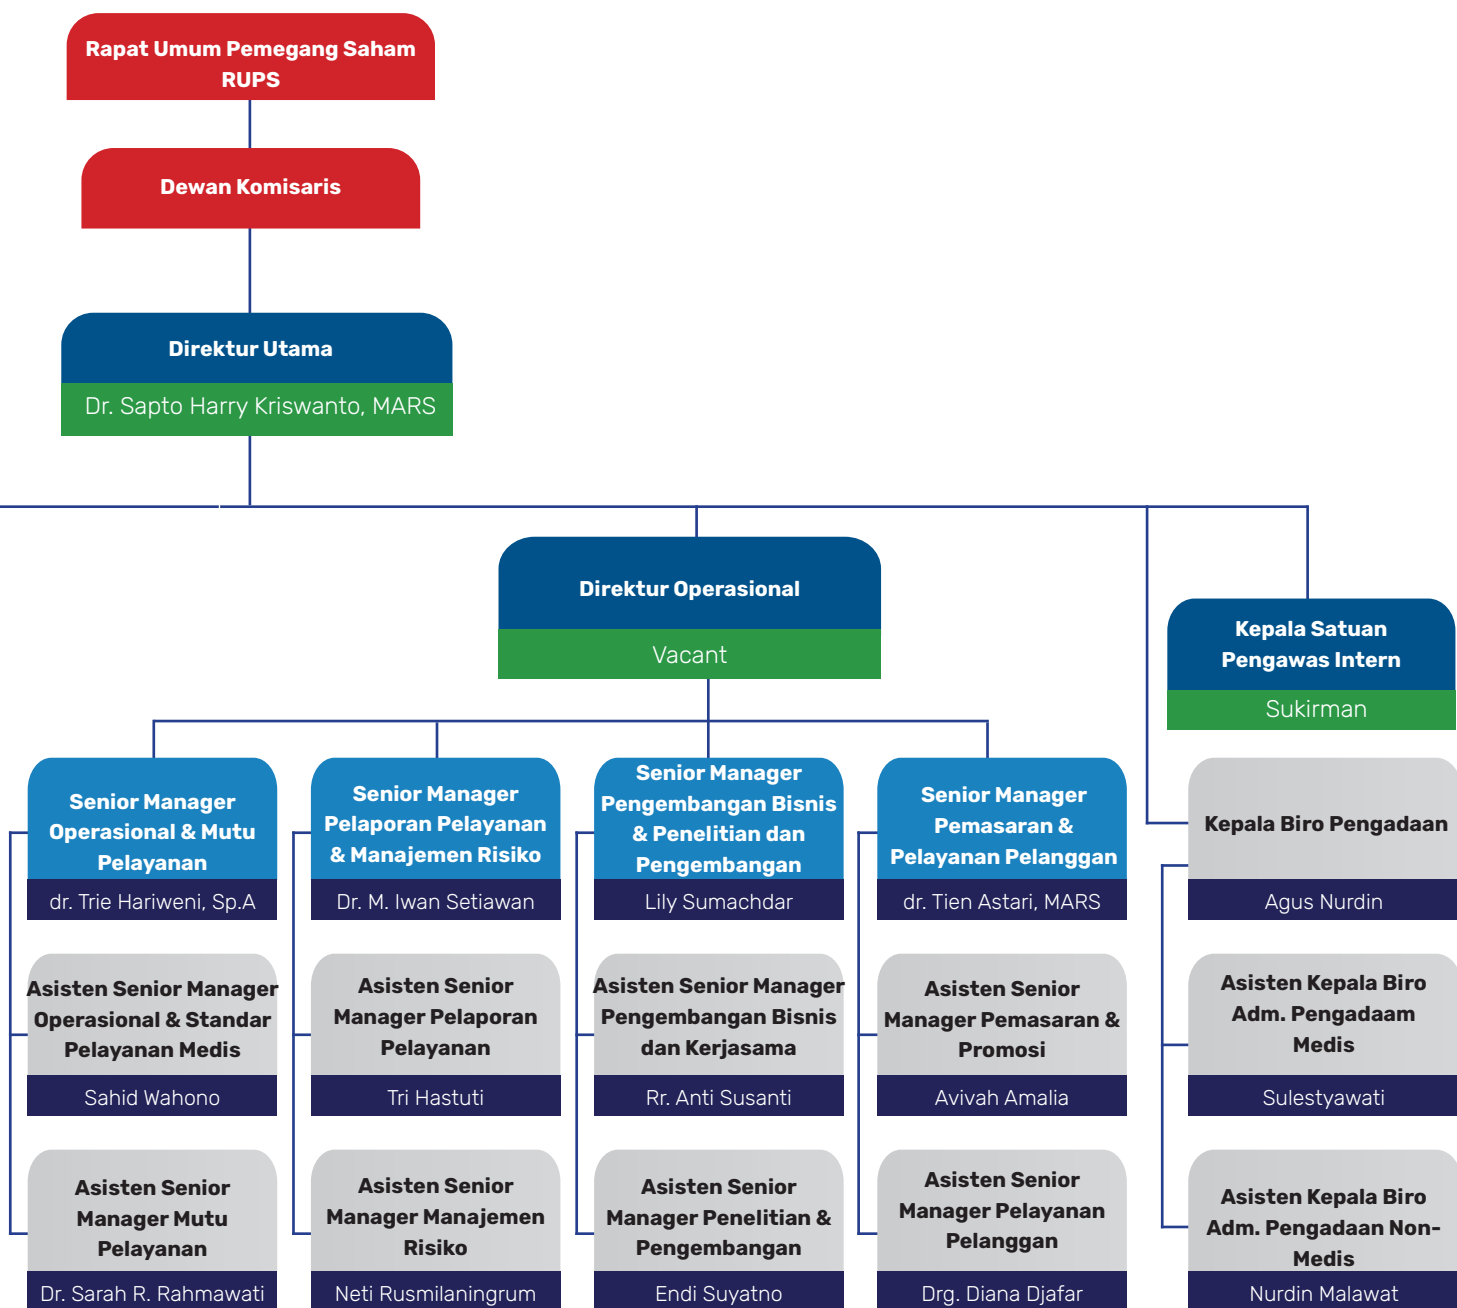 Rapat Umum Pemegang Saham
RUPS
Dewan Komisaris
Direktur Utama
Dr. Sapto Harry Kriswanto, MARS
Direktur Operasional
Vacant
Kepala Satuan
Pengawas Intern
Sukirman
Senior Manager
Operasional & Mutu
Pelayanan
dr. Trie Hariweni, Sp.A
Senior Manager
Pelaporan Pelayanan
& Manajemen Risiko
Dr. M. Iwan Setiawan
Senior Manager
Pengembangan Bisnis
& Penelitian dan
Pengembangan
Lily Sumachdar
Senior Manager
Pemasaran &
Pelayanan Pelanggan
dr. Tien Astari, MARS
Kepala Biro Pengadaan
Agus Nurdin
Asisten Senior Manager
Operasional & Standar
Pelayanan Medis
Sahid Wahono
Asisten Senior
Manager Pelaporan
Pelayanan
Tri Hastuti
Asisten Senior Manager
Pengembangan Bisnis
dan Kerjasama
Rr. Anti Susanti
Asisten Senior
Manager Pemasaran &
Promosi
Avivah Amalia
Asisten Kepala Biro
Adm. Pengadaam
Medis
Sulestyawati
Asisten Senior
Manager Mutu
Pelayanan
Dr. Sarah R. Rahmawati
Asisten Senior
Manager Manajemen
Risiko
Neti Rusmilaningrum
Asisten Senior
Manager Penelitian &
Pengembangan
Endi Suyatno
Asisten Senior
Manager Pelayanan
Pelanggan
Drg. Diana Djafar
Asisten Kepala Biro
Adm. Pengadaan Non-
Medis
Nurdin Malawat